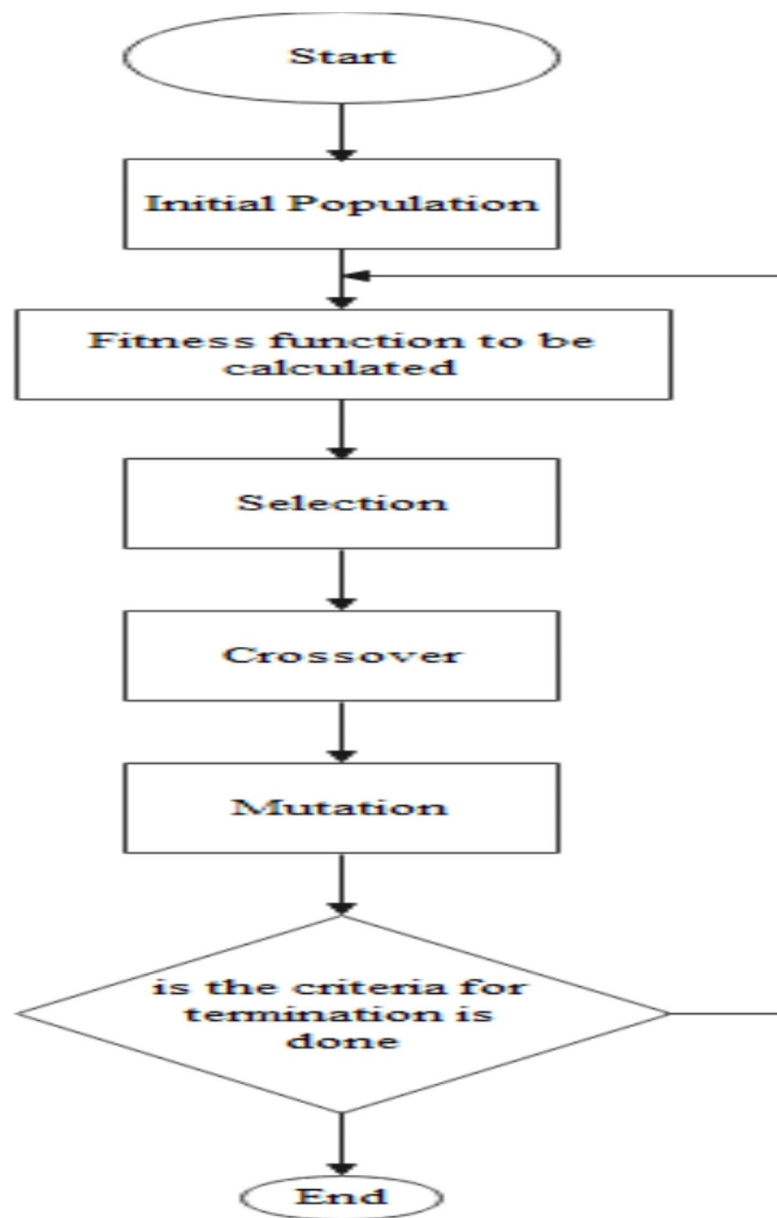 Start
Initial Population
Fitness function to be
calculated
Selection
Crossover
Mutation
is the criteria for
termination is
done
End